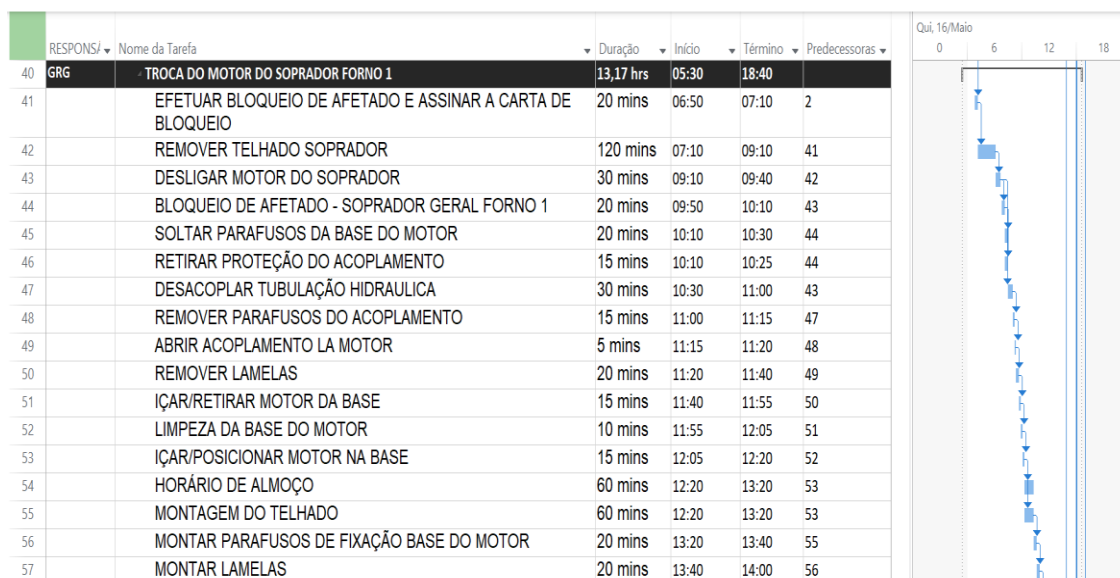 Qui, 16/Maio
RESPONSÁ Nome da Tarefa Duração Início Término Predecessoras 0 6 12 18
40 GRG TROCA DO MOTOR DO SOPRADOR FORNO 1 13,17 hrs 05:30 18:40
41 EFETUAR BLOQUEIO DE AFETADO E ASSINAR A CARTA DE 20 mins 06:50 07:10 2
BLOQUEIO
42 REMOVER TELHADO SOPRADOR 120 mins 07:10 09:10 41
43 DESLIGAR MOTOR DO SOPRADOR 30 mins 09:10 09:40 42
44 BLOQUEIO DE AFETADO - SOPRADOR GERAL FORNO 1 20 mins 09:50 10:10 43
45 SOLTAR PARAFUSOS DA BASE DO MOTOR 20 mins 10:10 10:30 44
46 RETIRAR PROTEÇÃO DO ACOPLAMENTO 15 mins 10:10 10:25 44
47 DESACOPLAR TUBULAÇÃO HIDRAULICA 30 mins 10:30 11:00 43
48 REMOVER PARAFUSOS DO ACOPLAMENTO 15 mins 11:00 11:15 47
49 ABRIR ACOPLAMENTO LA MOTOR 5 mins 11:15 11:20 48
50 REMOVER LAMELAS 20 mins 11:20 11:40 49
51 IÇAR/RETIRAR MOTOR DA BASE 15 mins 11:40 11:55 50
52 LIMPEZA DA BASE DO MOTOR 10 mins 11:55 12:05 51
53 IÇAR/POSICIONAR MOTOR NA BASE 15 mins 12:05 12:20 52
54 HORÁRIO DE ALMOÇO 60 mins 12:20 13:20 53
55 MONTAGEM DO TELHADO 60 mins 12:20 13:20 53
56 MONTAR PARAFUSOS DE FIXAÇÃO BASE DO MOTOR 20 mins 13:20 13:40 55
57 MONTAR LAMELAS 20 mins 13:40 14:00 56